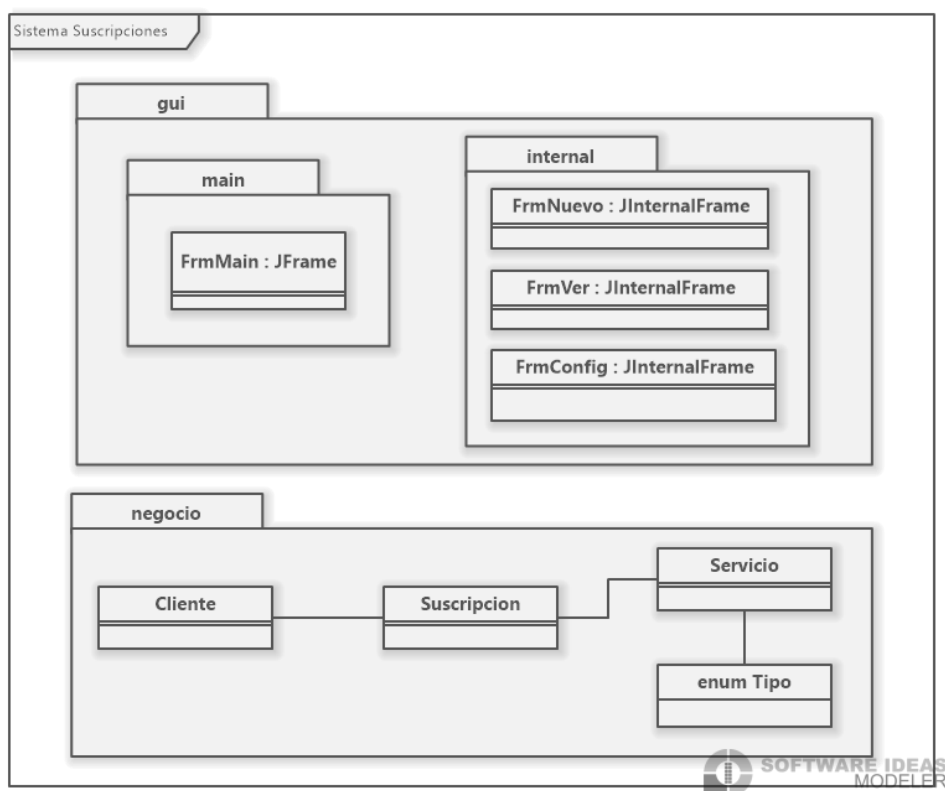 Sistema Suscripciones
gui
main
FrmMain : JFrame
internal
FrmNuevo : JInternalFrame
FrmVer : JInternalFrame
FrmConfig : JInternalFrame
negocio
Cliente
Suscripcion
Servicio
enum Tipo
SOFTWARE IDEAS
MODELER